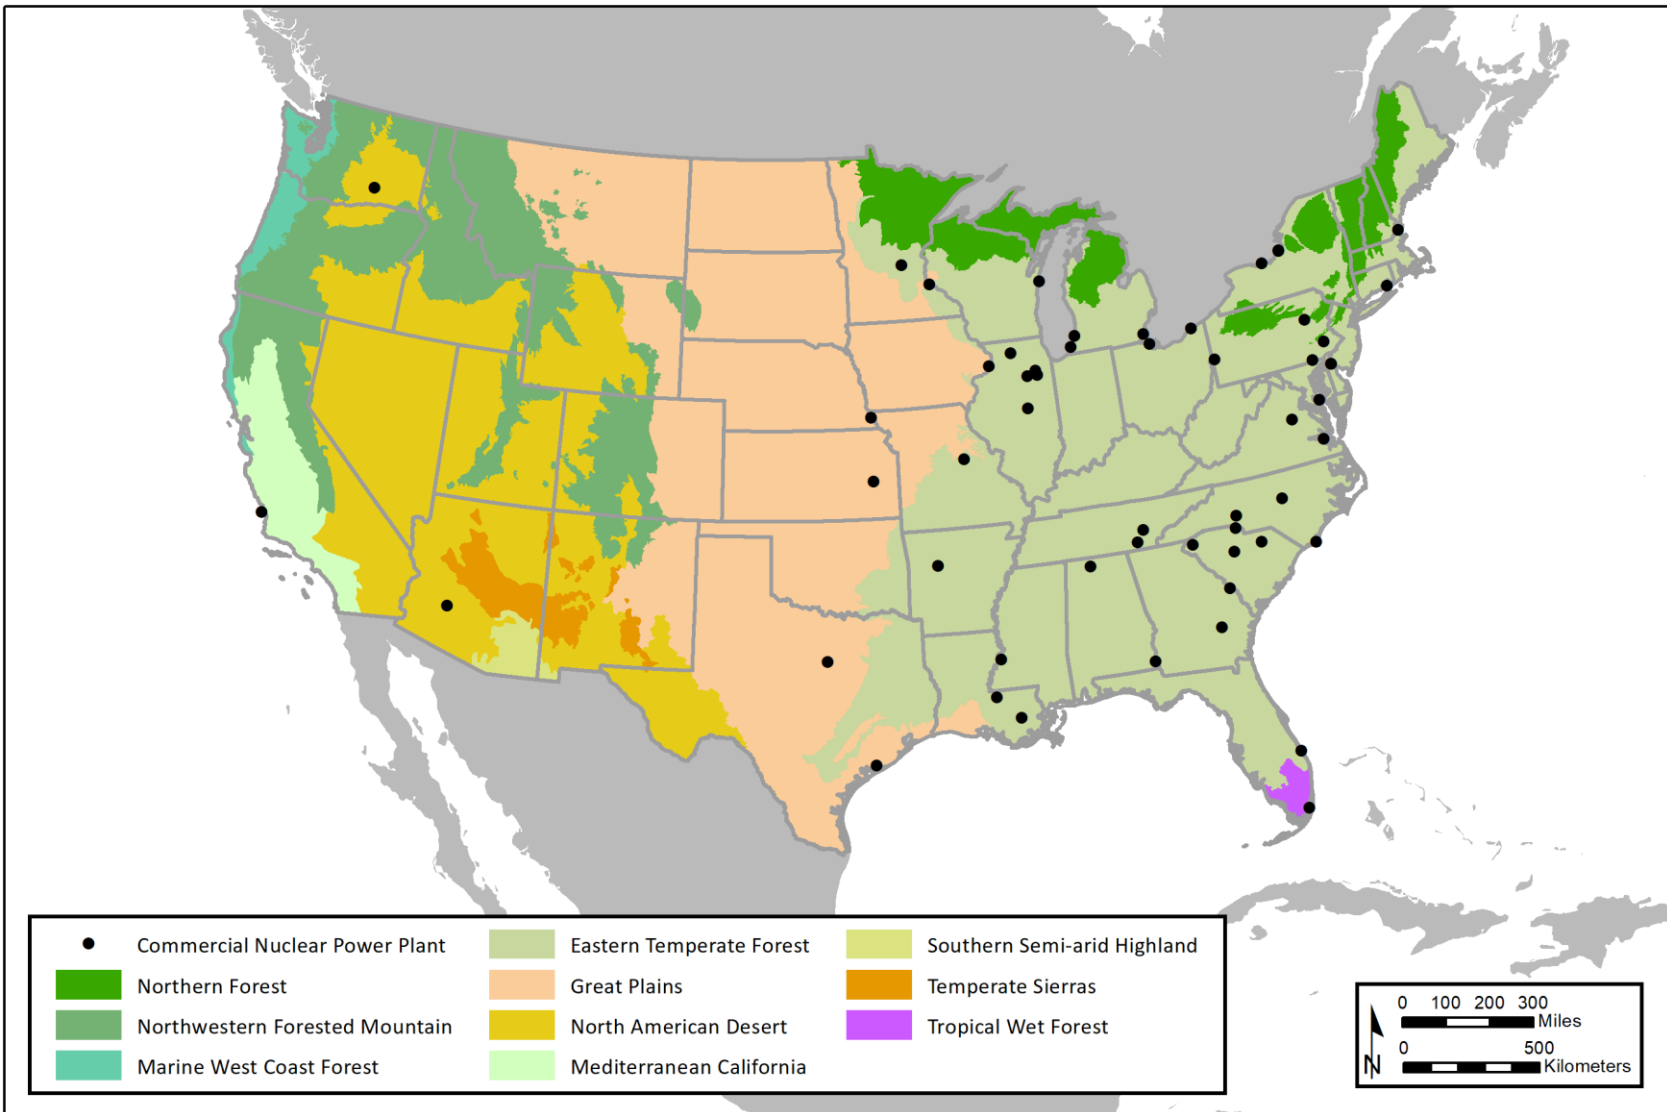 Commercial Nuclear Power Plant
Northern Forest
Northwestern Forested Mountain
Marine West Coast Forest
Eastern Temperate Forest
Great Plains
North American Desert
Mediterranean California
Southern Semi-arid Highland
Temperate Sierras
Tropical Wet Forest
N
0 100 200 300
Miles
0 500
Kilometers